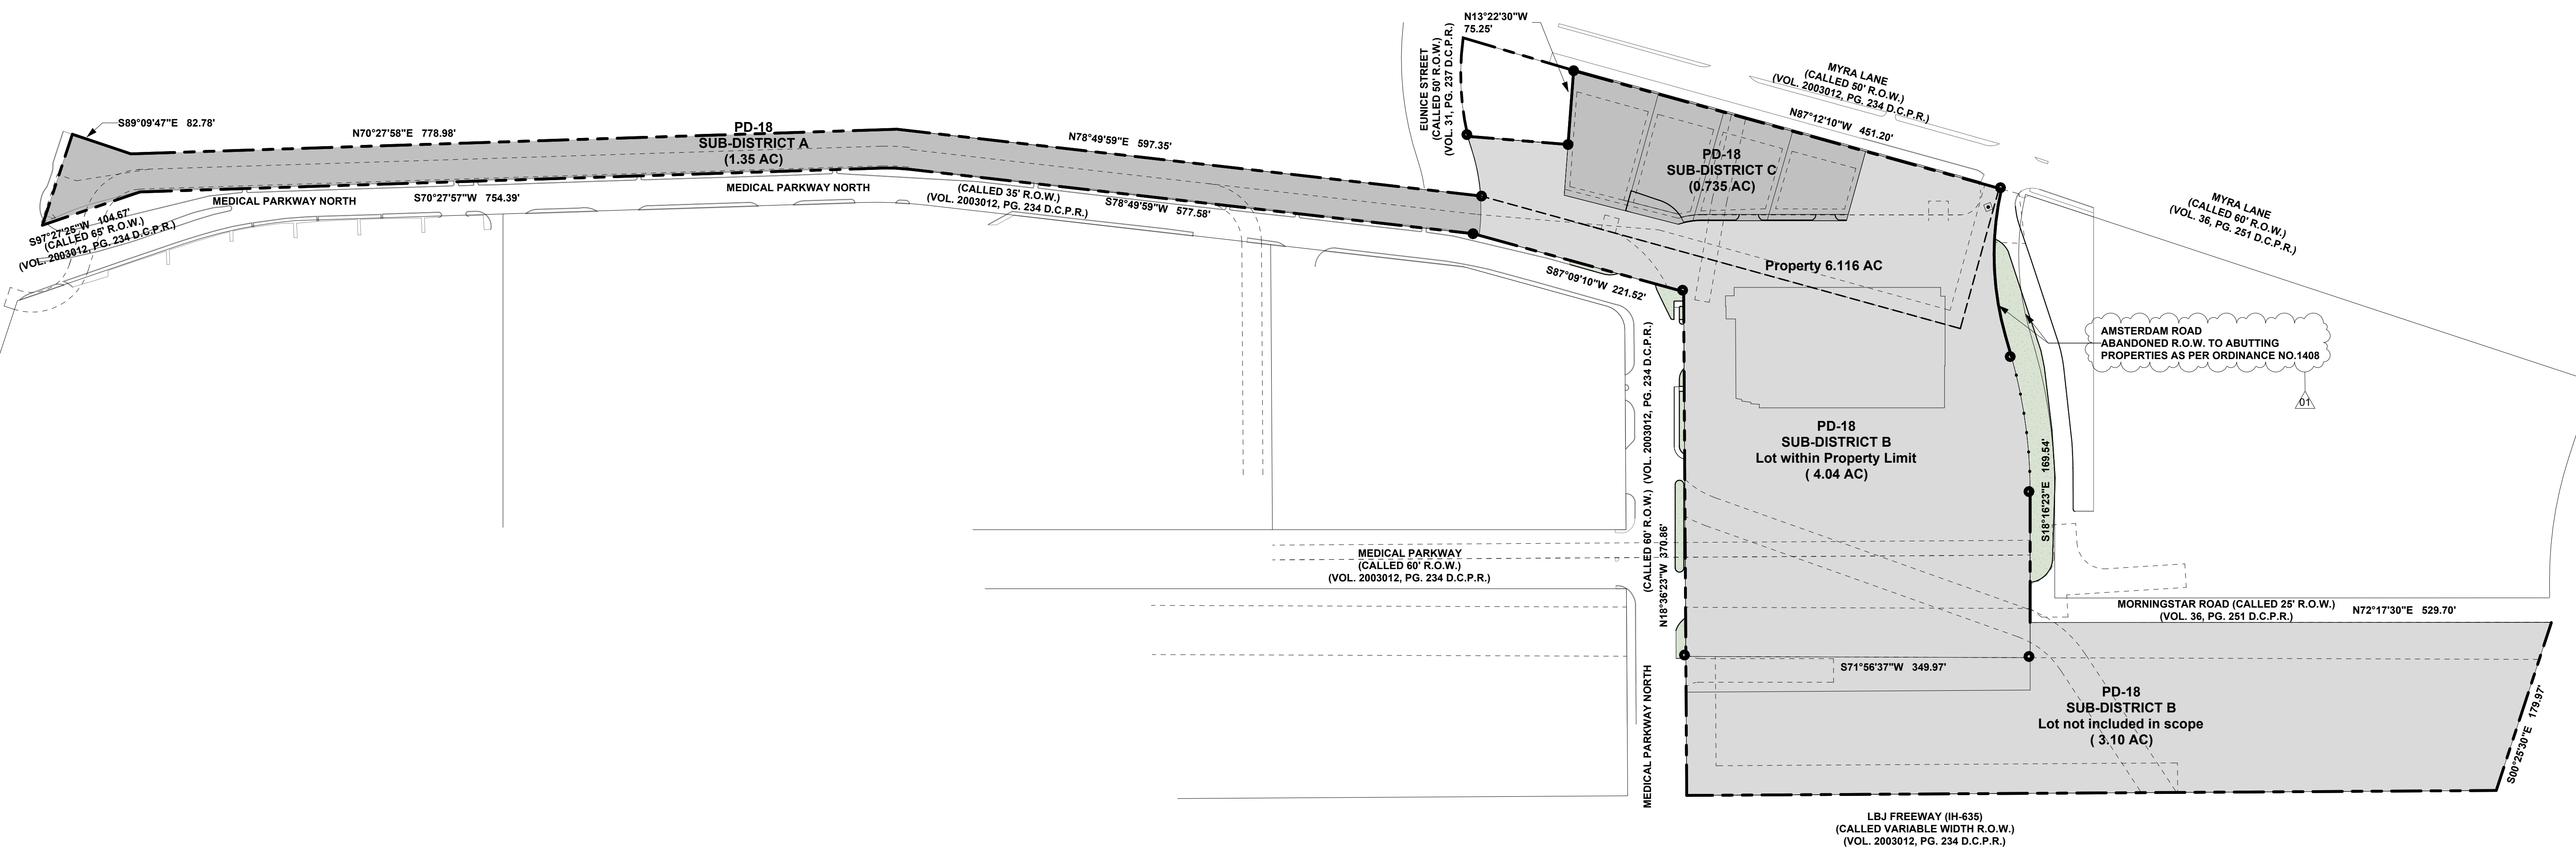 N13°22'30"W
75.25'
EUNICE STREET
(CALLED 50' R.O.W.)
(VOL. 31, PG. 237 D.C.P.R.)
MYRA LANE
(CALLED 50' R.O.W.)
(VOL. 2003012, PG. 234 D.C.P.R.)
N87°12'10"W 451.20'
S89°09'47"E 82.78'
N70°27'58"E 778.98'
PD-18
SUB-DISTRICT A
(1.35 AC)
N78°49'59"E 597.35'
PD-18
SUB-DISTRICT C
(0.735 AC)
MEDICAL PARKWAY NORTH
S70°27'57"W 754.39'
MEDICAL PARKWAY NORTH
(CALLED 35' R.O.W.)
(VOL. 2003012, PG. 234 D.C.P.R.)
S78°49'59"W 577.58'
S97°27'25"W 104.67'
(CALLED 65' R.O.W.)
(VOL. 2003012, PG. 234 D.C.P.R.)
MYRA LANE
(CALLED 60' R.O.W.)
(VOL. 36, PG. 251 D.C.P.R.)
S87°09'10"W 221.52'
Property 6.116 AC
AMSTERDAM ROAD
ABANDONED R.O.W. TO ABUTTING
PROPERTIES AS PER ORDINANCE NO.1408
01
PD-18
SUB-DISTRICT B
Lot within Property Limit
( 4.04 AC)
(CALLED 60' R.O.W.) (VOL. 2003012, PG. 234 D.C.P.R.)
N18°36'23"W 370.86'
S18°16'23"E 169.54'
MEDICAL PARKWAY
(CALLED 60' R.O.W.)
(VOL. 2003012, PG. 234 D.C.P.R.)
MORNINGSTAR ROAD (CALLED 25' R.O.W.)
(VOL. 36, PG. 251 D.C.P.R.)
N72°17'30"E 529.70'
S71°56'37"W 349.97'
MEDICAL PARKWAY NORTH
PD-18
SUB-DISTRICT B
Lot not included in scope
( 3.10 AC)
S00°25'30"E 179.97'
LBJ FREEWAY (IH-635)
(CALLED VARIABLE WIDTH R.O.W.)
(VOL. 2003012, PG. 234 D.C.P.R.)